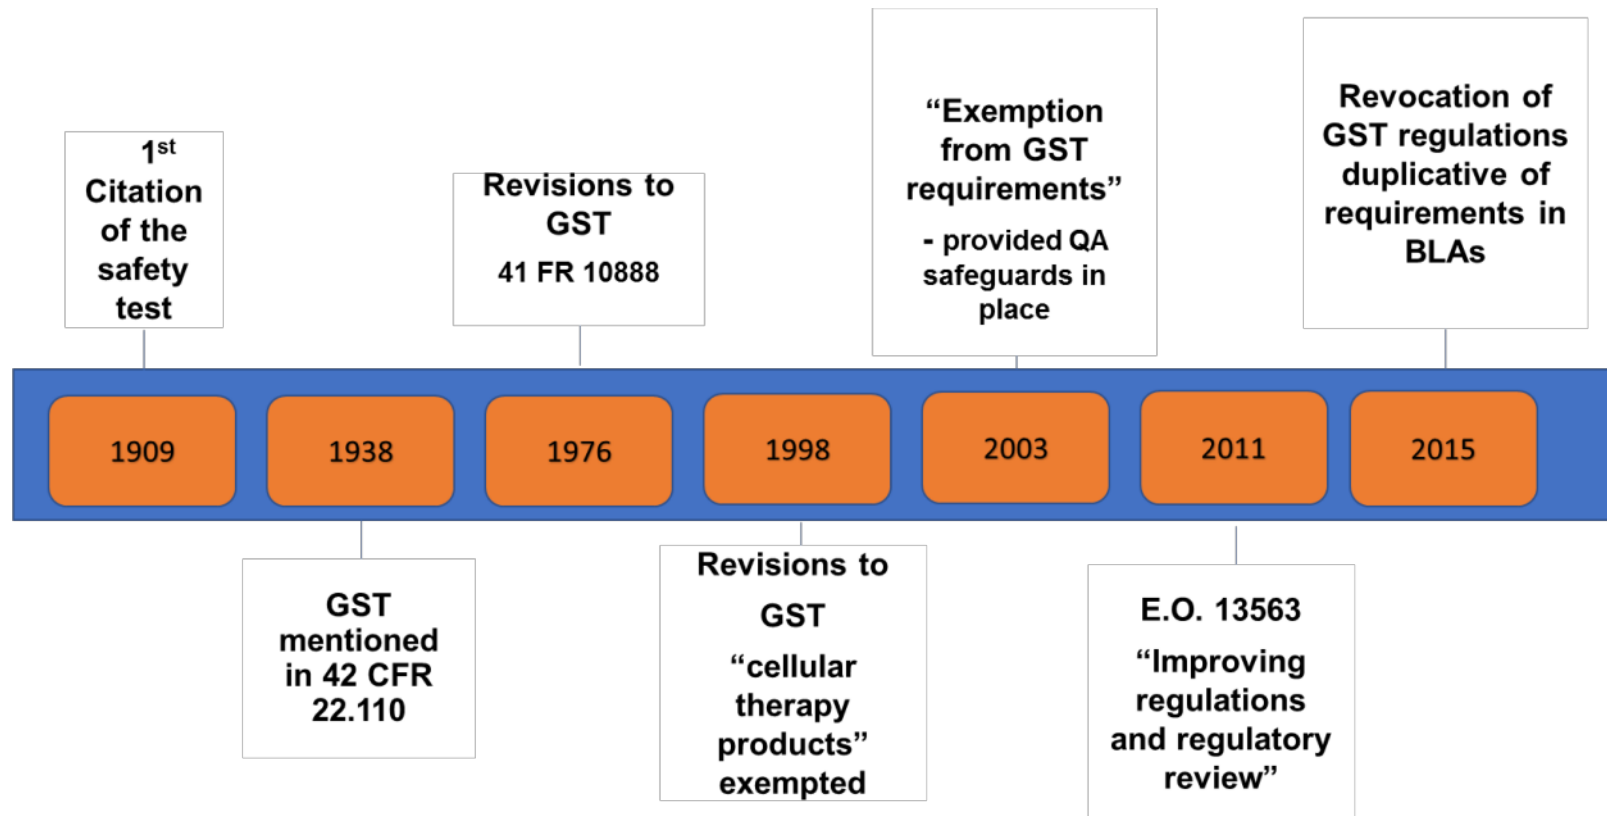 1st
Citation
of the
safety
test
Revisions to
GST
41 FR 10888
“Exemption
from GST
requirements”
- provided QA
safeguards in
place
Revocation of
GST regulations
duplicative of
requirements in
BLAs
1909
1938
1976
1998
2003
2011
2015
GST
mentioned
in 42 CFR
22.110
Revisions to
GST
“cellular
therapy
products”
exempted
E.O. 13563
“Improving
regulations
and regulatory
review”